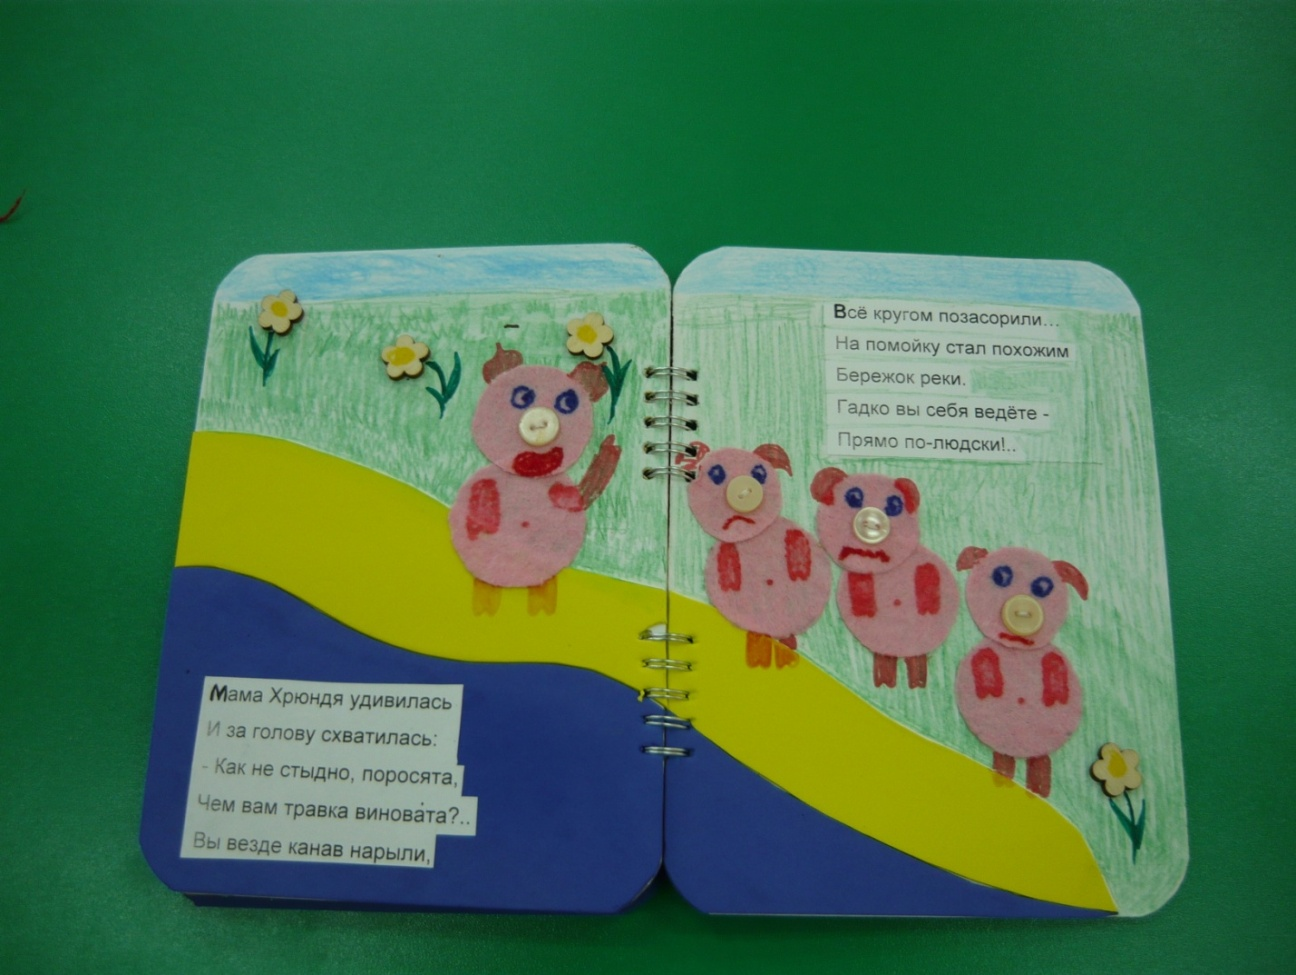 Мама Хрюндя удивилась
И за голову схватилась:
- Как не стыдно, поросята,
Чем вам травка виновата?..
Вы везде канав нарыли,
Всё кругом позасорили...
На помойку стал похожим
Бережок реки.
Гадко вы себя ведёте -
Прямо по-людски!..